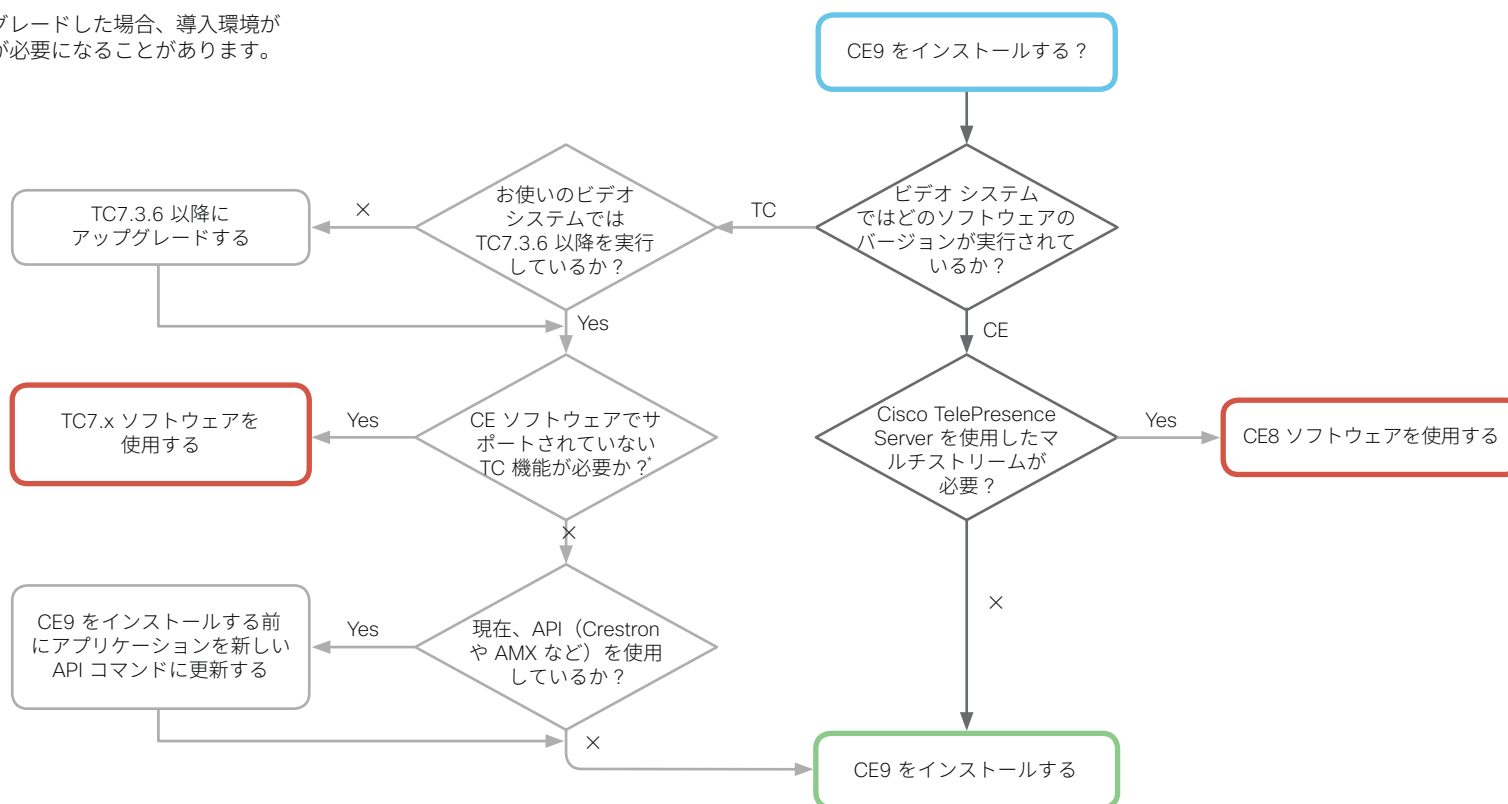 グレードした場合、導入環境が
が必要になることがあります。
CE9 をインストールする？
お使いのビデオ
システムでは
TC7.3.6 以降を実行
しているか？
ビデオ システム
ではどのソフトウェアの
バージョンが実行されて
いるか？
TC7.3.6 以降に
アップグレードする
×
TC
Yes
CE
TC7.x ソフトウェアを
使用する
Yes
CE ソフトウェアでサ
ポートされていない
TC 機能が必要か？*
Cisco TelePresence
Server を使用したマ
ルチストリームが
必要？
Yes
CE8 ソフトウェアを使用する
×
CE9 をインストールする前
にアプリケーションを新しい
API コマンドに更新する
Yes
現在、API（Crestron
や AMX など）を使用
しているか？
×
×
CE9 をインストールする